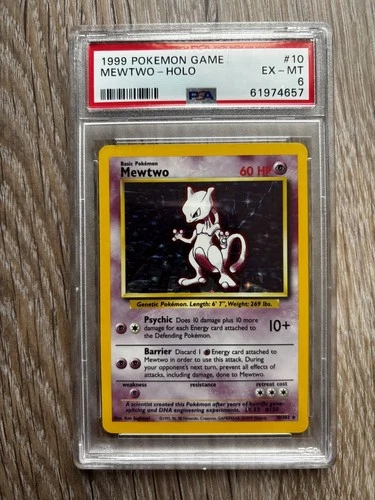 1999 POKEMON GAME #10
MEWTWO - HOLO EX - MT
6
PSA 61974657
Basic Pokémon
Mewtwo 60 HP
Genetic Pokémon. Length: 6' 7", Weight: 269 lbs.
Psychic Does 10 damage plus 10 more
damage for each Energy card attached to
the Defending Pokémon.
10+
Barrier Discard 1 Energy card attached to
Mewtwo in order to use this attack. During
your opponent's next turn, prevent all effects of
attacks, including damage, done to Mewtwo.
weakness resistance retreat cost
A scientist created this Pokémon after years of horrific gene
splicing and DNA engineering experiments. LV. 53 #150